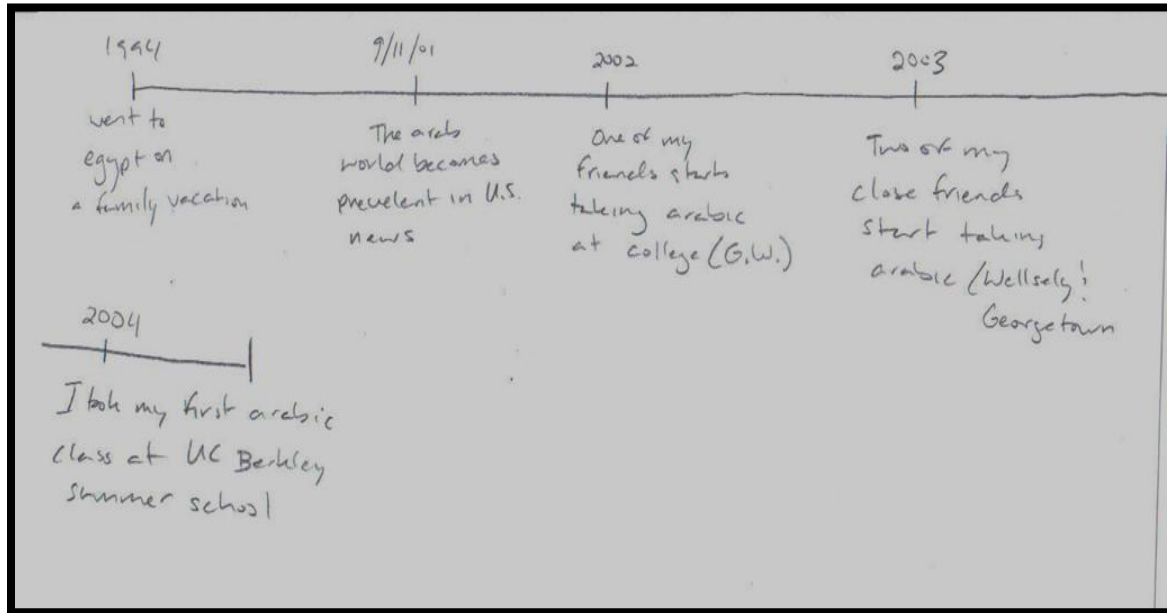 1994
went to
egypt on
a family vacation
9/11/01
The arab
world becomes
prevelent in U.S.
news
2002
One of my
friends starts
taking arabic
at college (G.W.)
2003
Two of my
close friends
start taking
arabic (Wellsely &
Georgetown
2004
I took my first arabic
class at UC Berkley
summer school